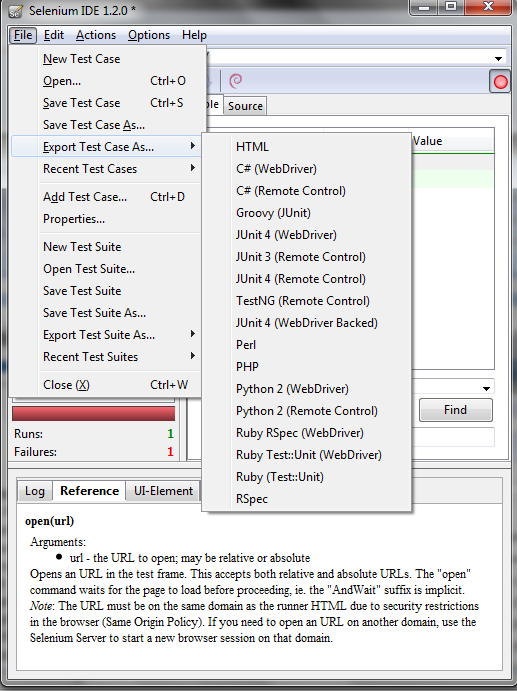 Selenium IDE 1.2.0 *
File Edit Actions Options Help
New Test Case
Open... Ctrl+O
Save Test Case Ctrl+S
Save Test Case As...
Export Test Case As...
Recent Test Cases
Add Test Case... Ctrl+D
Properties...
New Test Suite
Open Test Suite...
Save Test Suite
Save Test Suite As...
Export Test Suite As...
Recent Test Suites
Close (X) Ctrl+W
Source
Value
HTML
C# (WebDriver)
C# (Remote Control)
Groovy (JUnit)
JUnit 4 (WebDriver)
JUnit 3 (Remote Control)
JUnit 4 (Remote Control)
TestNG (Remote Control)
JUnit 4 (WebDriver Backed)
Perl
PHP
Python 2 (WebDriver)
Python 2 (Remote Control)
Ruby RSpec (WebDriver)
Ruby Test::Unit (WebDriver)
Ruby (Test::Unit)
RSpec
Find
Runs: 1
Failures: 1
Log Reference UI-Element
open(url)
Arguments:
• url - the URL to open; may be relative or absolute
Opens an URL in the test frame. This accepts both relative and absolute URLs. The "open"
command waits for the page to load before proceeding, ie. the "AndWait" suffix is implicit.
Note: The URL must be on the same domain as the runner HTML due to security restrictions
in the browser (Same Origin Policy). If you need to open an URL on another domain, use the
Selenium Server to start a new browser session on that domain.